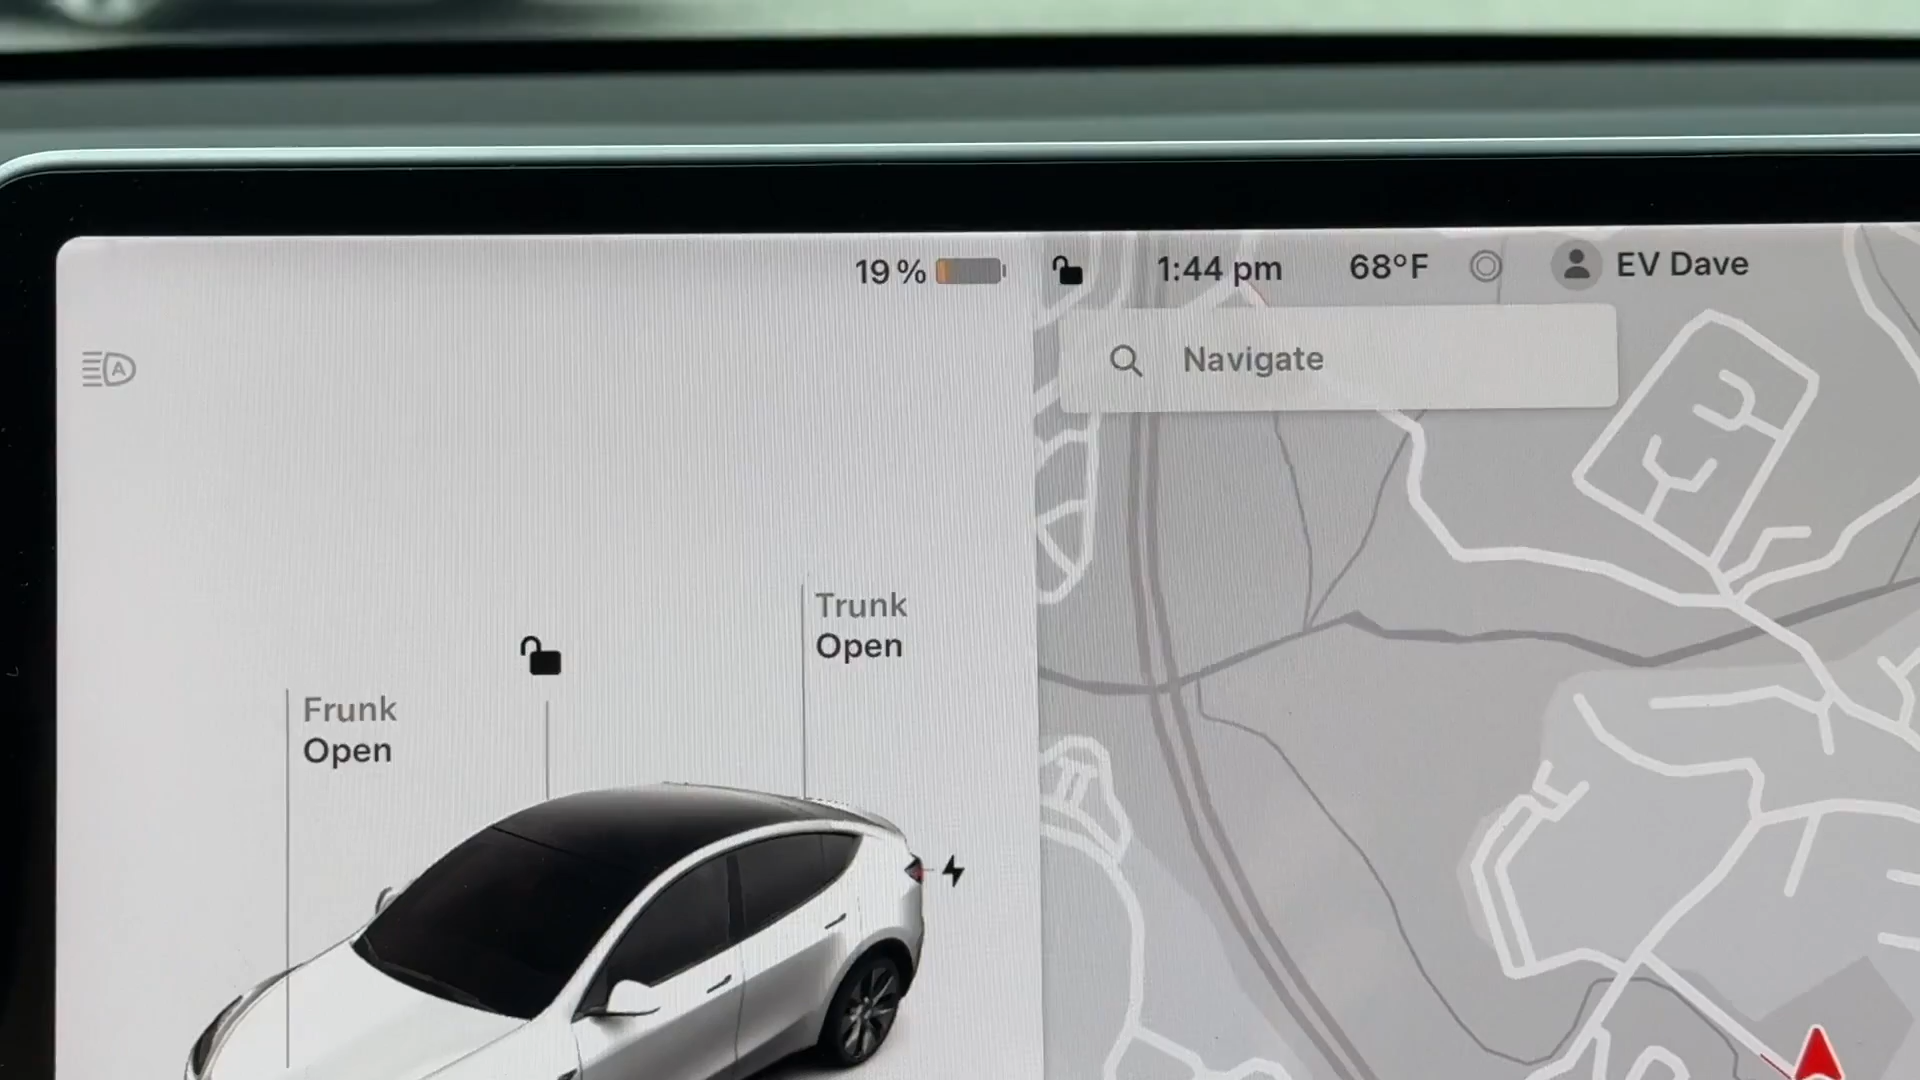 19 %
1:44 pm
68°F
EV Dave
A
Navigate
Trunk
Open
Frunk
Open